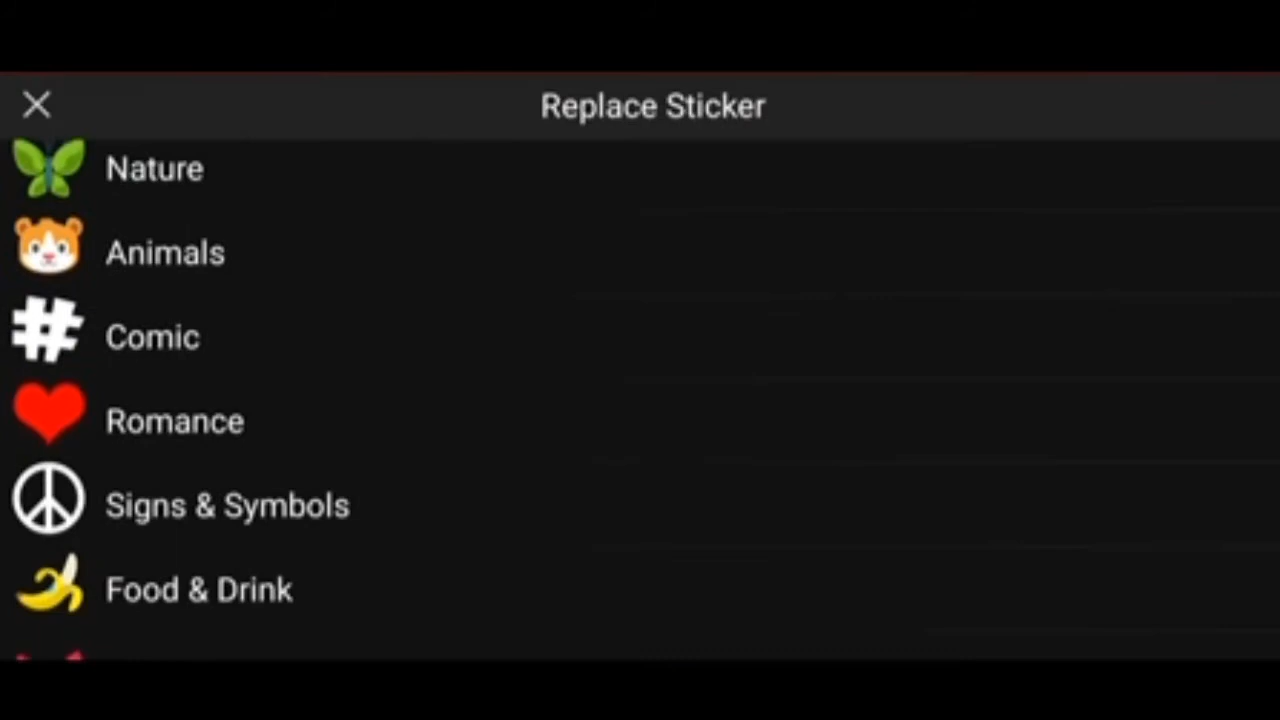 Replace Sticker
Nature
Animals
Comic
Romance
Signs & Symbols
Food & Drink